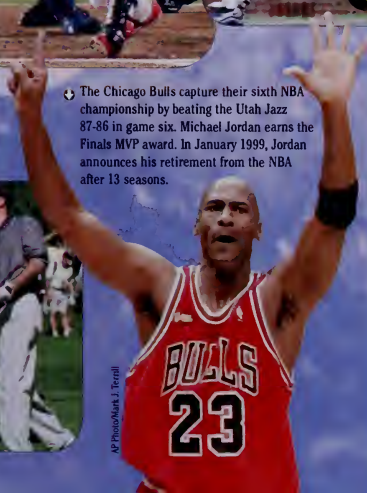 The Chicago Bulls capture their sixth NBA
championship by beating the Utah Jazz
87-86 in game six. Michael Jordan earns the
Finals MVP award. In January 1999, Jordan
announces his retirement from the NBA
after 13 seasons.
AP Photo/Mark J. Terrill
BULLS
23